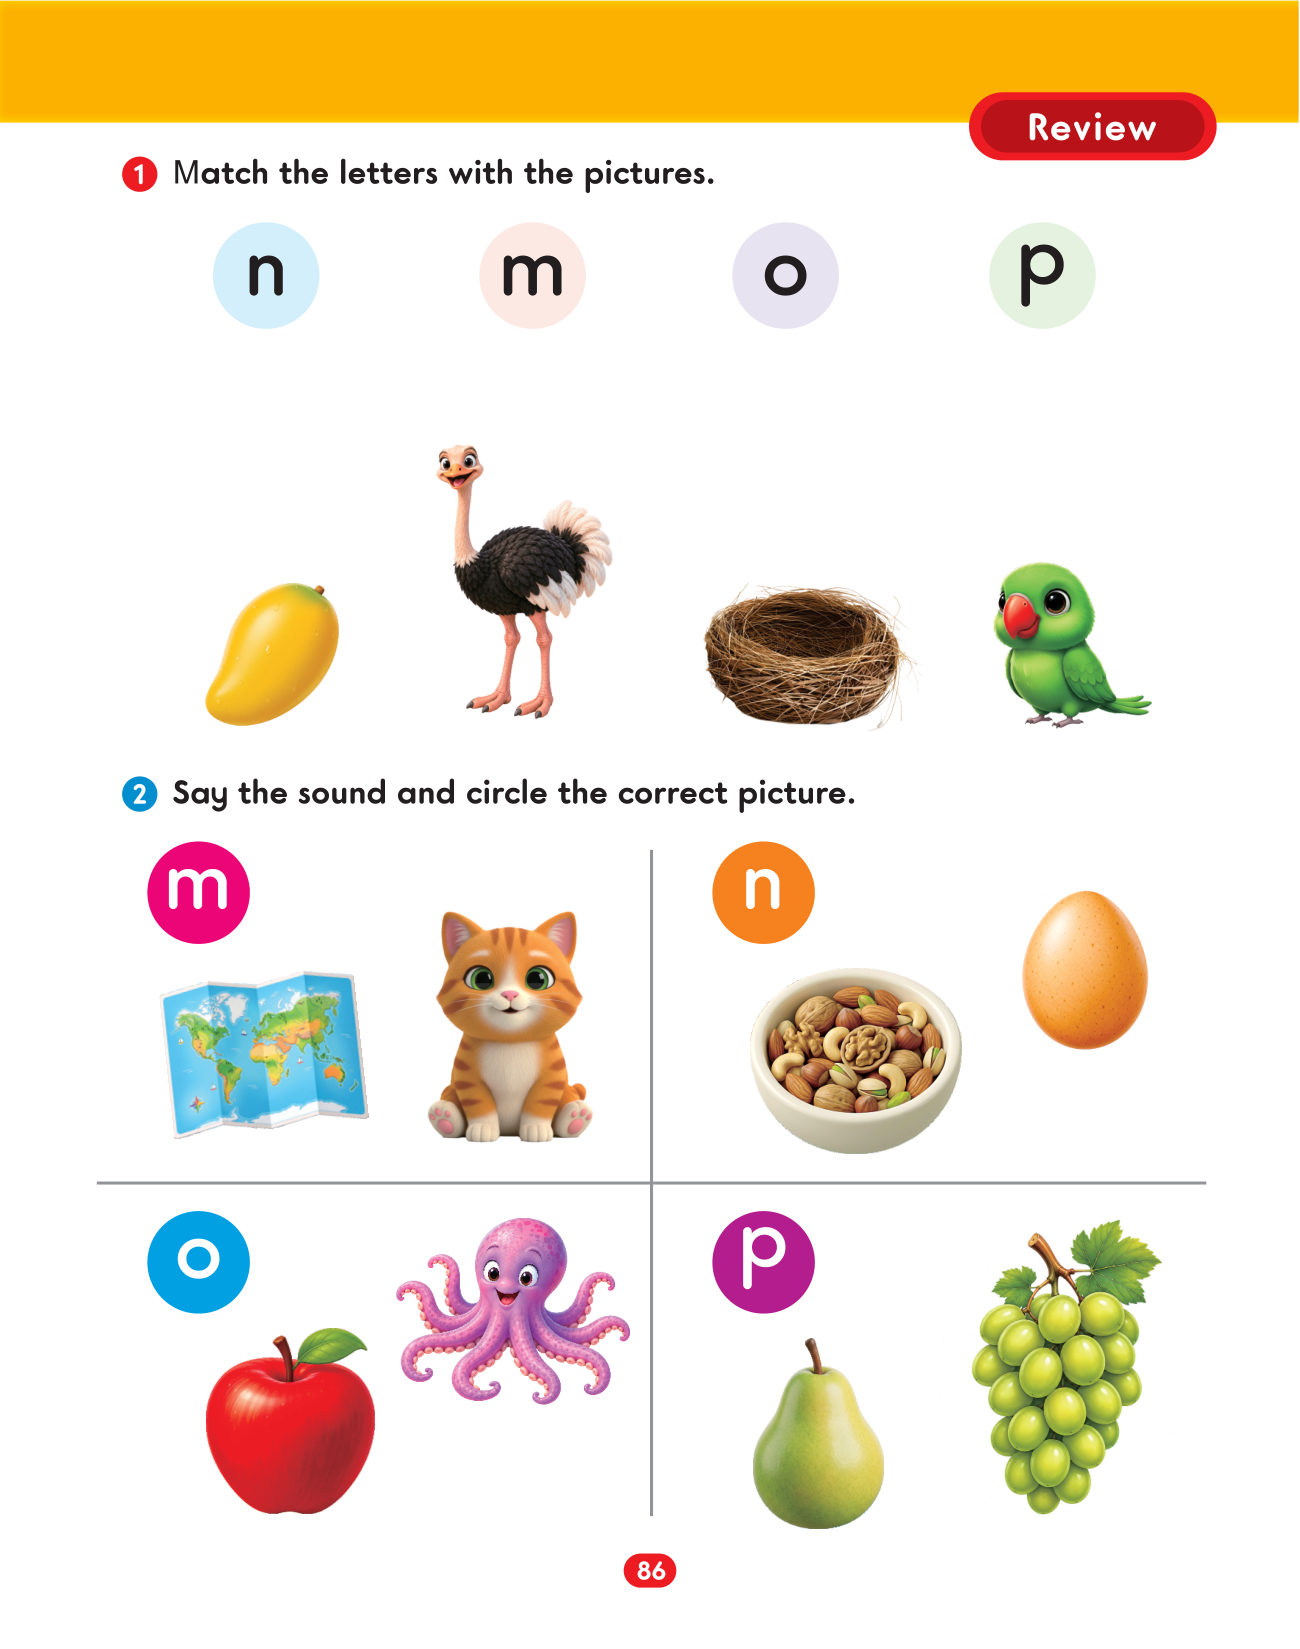 Review
1 Match the letters with the pictures.
n m o p
2 Say the sound and circle the correct picture.
m n
o p
86